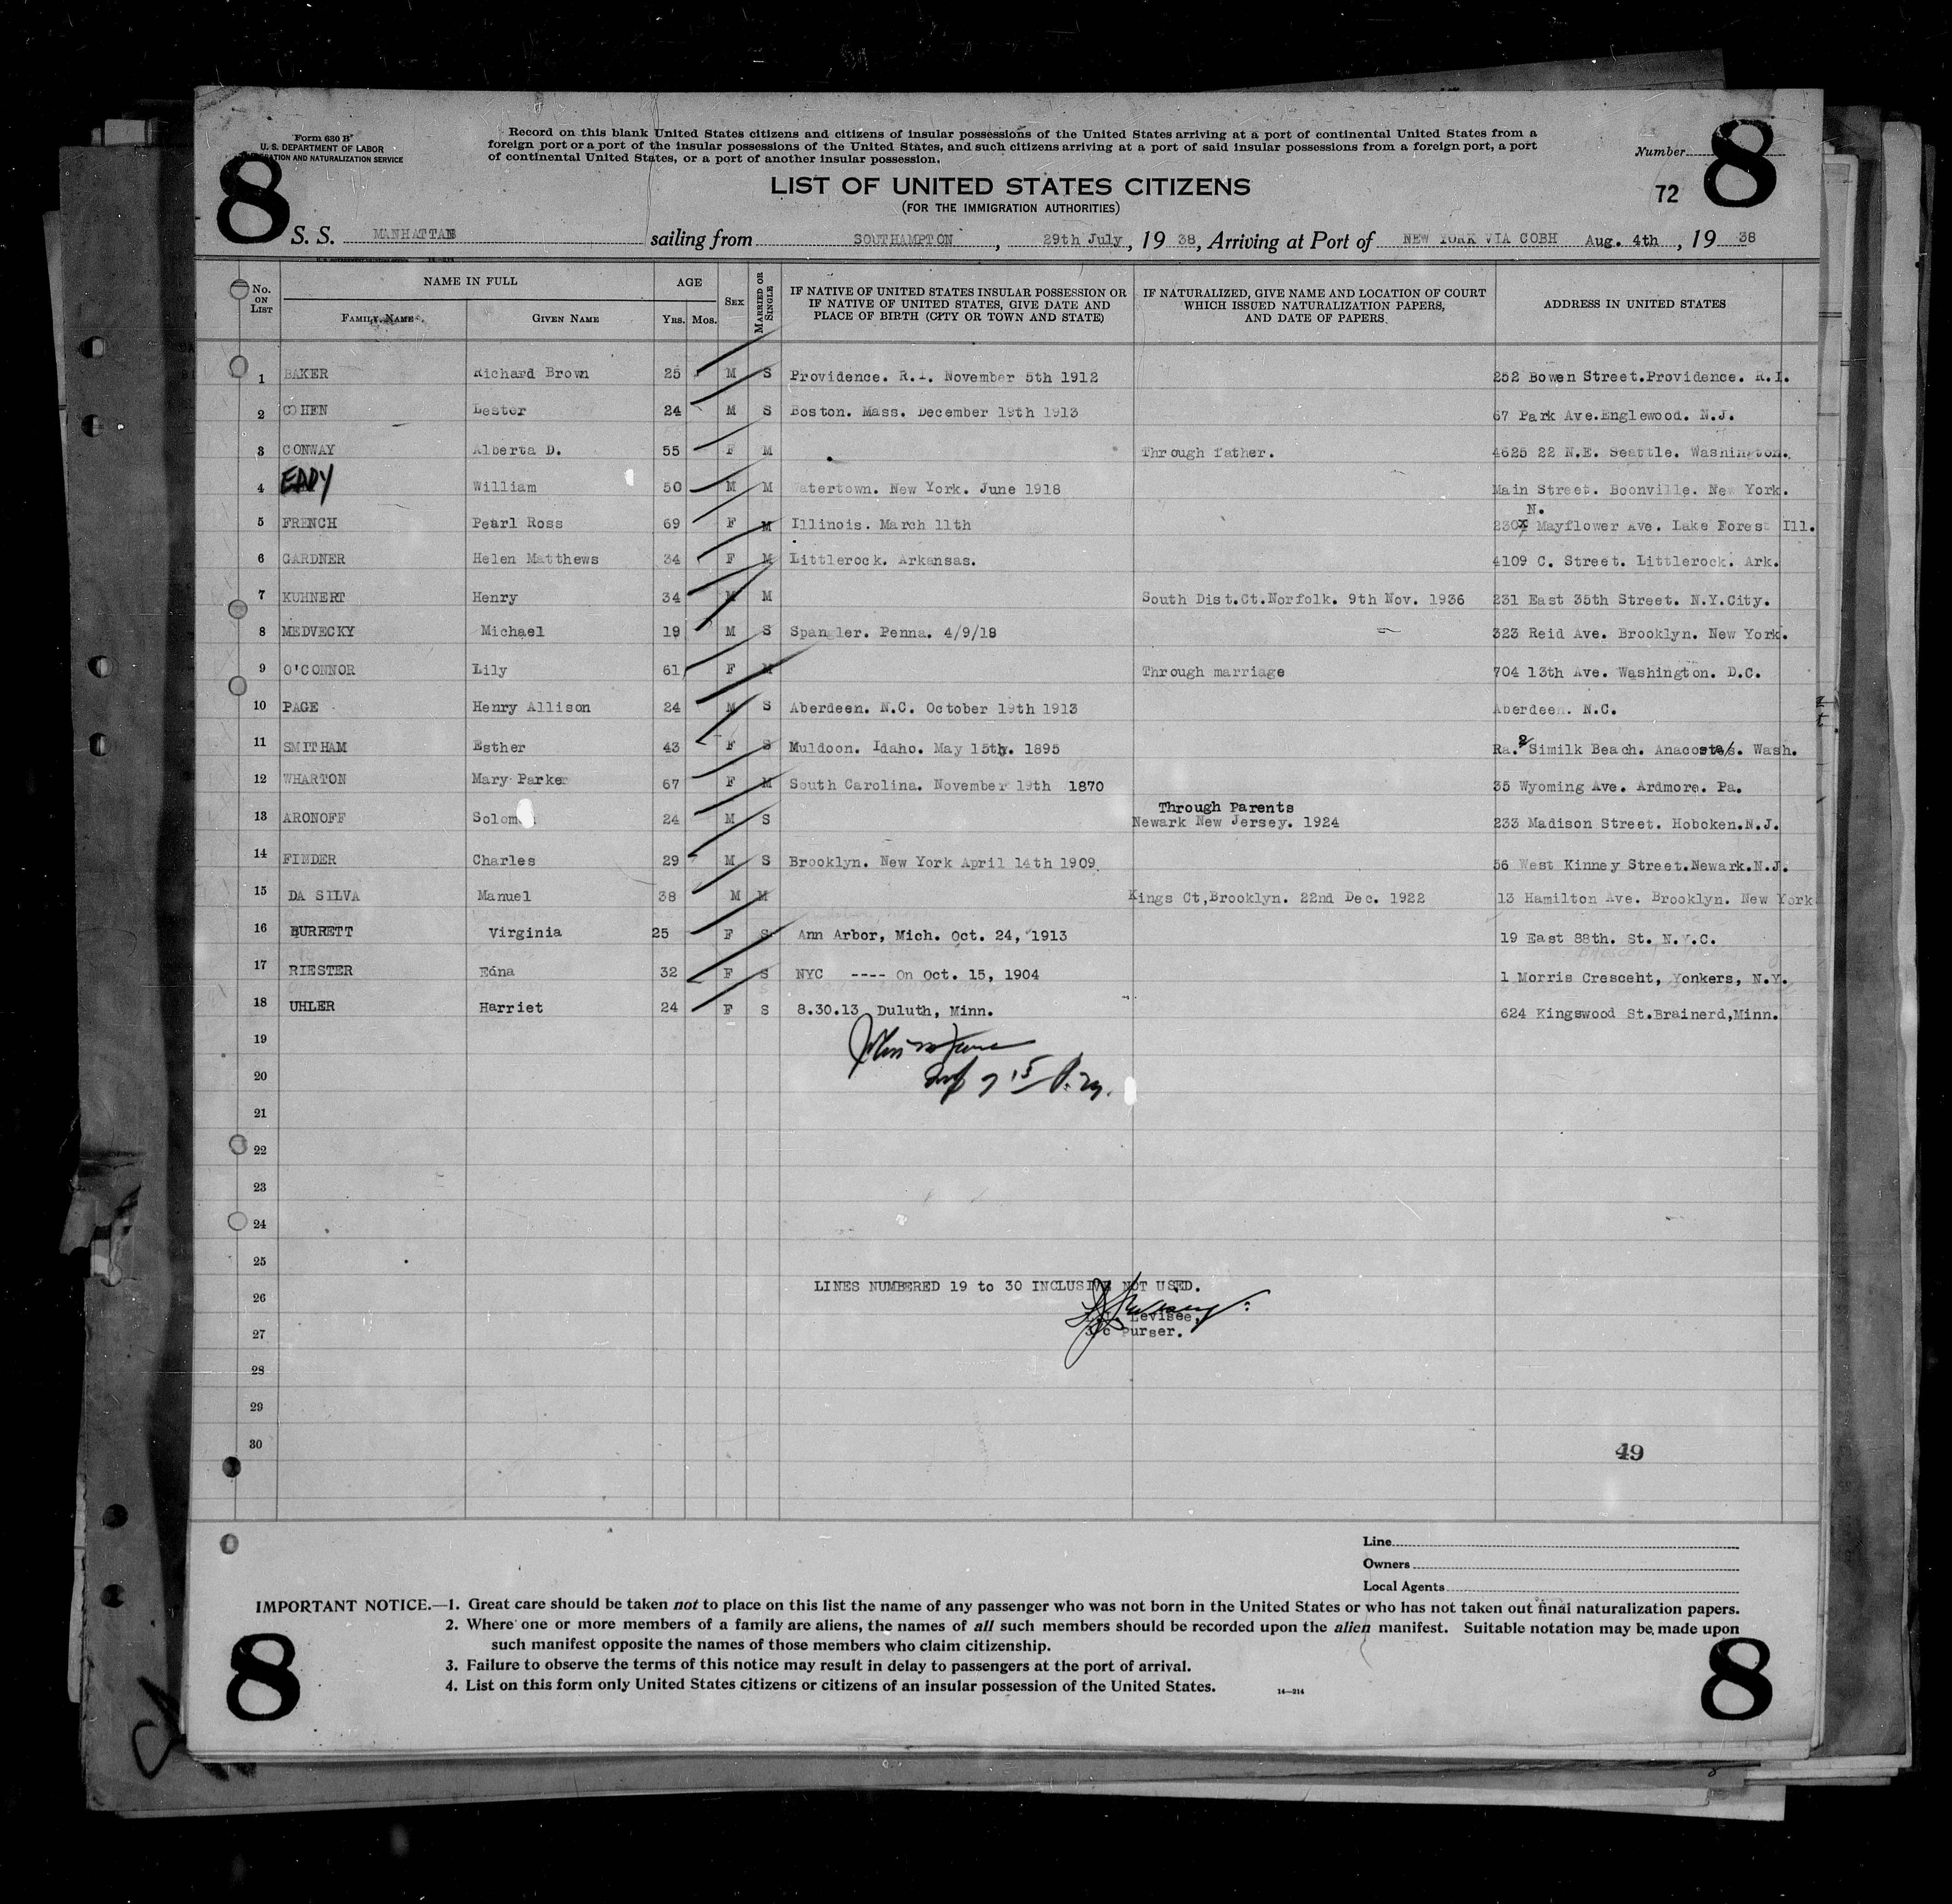 Form 630 B
U. S. DEPARTMENT OF LABOR
IMMIGRATION AND NATURALIZATION SERVICE
Record on this blank United States citizens and citizens of insular possessions of the United States arriving at a port of continental United States from a
foreign port or a port of the insular possessions of the United States, and such citizens arriving at a port of said insular possessions from a foreign port, a port
of continental United States, or a port of another insular possession.
Number
8 8
LIST OF UNITED STATES CITIZENS
(FOR THE IMMIGRATION AUTHORITIES)
72
S. S. MANHATTAN sailing from SOUTHAMPTON, 29th July, 19 38, Arriving at Port of NEW YORK VIA COBH Aug. 4th, 19 38
No. ON LIST NAME IN FULL FAMILY NAME GIVEN NAME AGE YRS. MOS. SEX MARRIED OR SINGLE IF NATIVE OF UNITED STATES INSULAR POSSESSION OR IF NATIVE OF UNITED STATES, GIVE DATE AND PLACE OF BIRTH (CITY OR TOWN AND STATE) IF NATURALIZED, GIVE NAME AND LOCATION OF COURT WHICH ISSUED NATURALIZATION PAPERS, AND DATE OF PAPERS ADDRESS IN UNITED STATES
1 BAKER Richard Brown 25 M S Providence. R.I. November 5th 1912 252 Bowen Street.Providence. R.I.
2 COHEN Lester 24 M S Boston. Mass. December 19th 1913 67 Park Ave.Englewood. N.J.
3 CONWAY Alberta D. 55 F M Through father. 4625 22 N.E. Seattle. Washington.
4 EADY William 50 M M Watertown. New York. June 1918 Main Street. Boonville. New York.
N.
5 FRENCH Pearl Ross 69 F M Illinois. March 11th 230 Mayflower Ave. Lake Forest Ill.
6 GARDNER Helen Matthews 34 F M Littlerock. Arkansas. 4109 C. Street. Littlerock. Ark.
7 KUHNERT Henry 34 M M South Dist.Ct.Norfolk. 9th Nov. 1936 231 East 35th Street. N.Y.City.
8 MEDVECKY Michael 19 M S Spangler. Penna. 4/9/18 323 Reid Ave. Brooklyn. New York.
9 O'CONNOR Lily 61 F M Through marriage 704 13th Ave. Washington. D.C.
10 PAGE Henry Allison 24 M S Aberdeen. N.C. October 19th 1913 Aberdeen. N.C.
11 SMITHAM Esther 43 F S Muldoon. Idaho. May 15th. 1895 Ra. 2 Similk Beach. Anacortes. Wash.
12 WHARTON Mary Parker 67 F M South Carolina. November 19th 1870 35 Wyoming Ave. Ardmore. Pa.
Through Parents
13 ARONOFF Solomon 24 M S Newark New Jersey. 1924 233 Madison Street. Hoboken.N.J.
14 FINDER Charles 29 M S Brooklyn. New York April 14th 1909 56 West Kinney Street.Newark.N.J.
15 DA SILVA Manuel 38 M M Kings Ct,Brooklyn. 22nd Dec. 1922 13 Hamilton Ave. Brooklyn. New York
16 BURRETT Virginia 25 F S Ann Arbor, Mich. Oct. 24, 1913 19 East 88th. St. N.Y.C.
17 RIESTER Edna 32 F S NYC ---- On Oct. 15, 1904 1 Morris Crescent, Yonkers, N.Y.
18 UHLER Harriet 24 F S 8.30.13 Duluth, Minn. 624 Kingswood St.Brainerd,Minn.
19
20 7 15 P.M.
21
22
23
24
25
LINES NUMBERED 19 to 30 INCLUSIVE NOT USED.
26
Levisee,
27 Purser.
28
29
30 49
Line
Owners
Local Agents
IMPORTANT NOTICE.—1. Great care should be taken not to place on this list the name of any passenger who was not born in the United States or who has not taken out final naturalization papers.
2. Where one or more members of a family are aliens, the names of all such members should be recorded upon the alien manifest. Suitable notation may be made upon
such manifest opposite the names of those members who claim citizenship.
3. Failure to observe the terms of this notice may result in delay to passengers at the port of arrival.
4. List on this form only United States citizens or citizens of an insular possession of the United States. 14—214
8 8